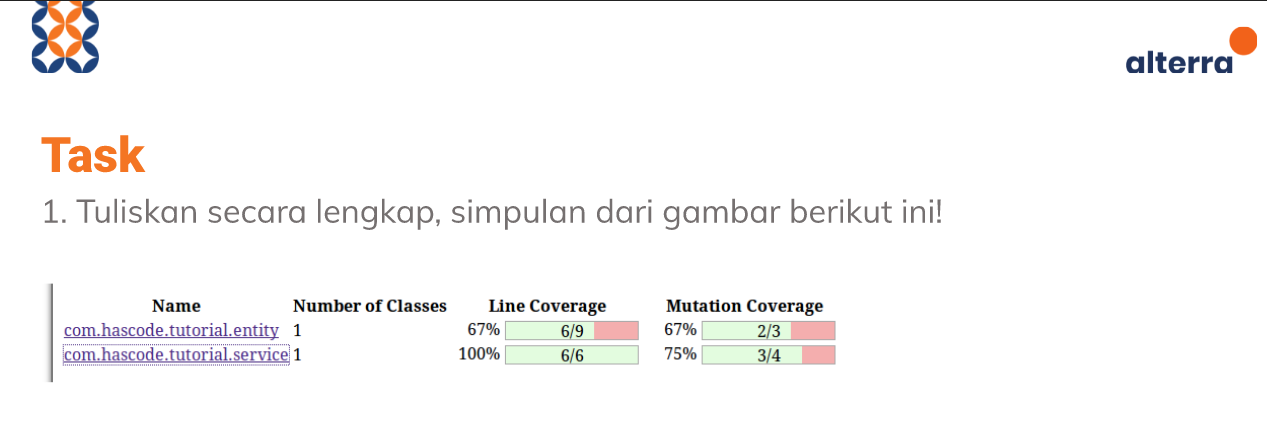 alterra
Task
1. Tuliskan secara lengkap, simpulan dari gambar berikut ini!
Name Number of Classes Line Coverage Mutation Coverage
com.hascode.tutorial.entity 1 67% 6/9 67% 2/3
com.hascode.tutorial.service 1 100% 6/6 75% 3/4